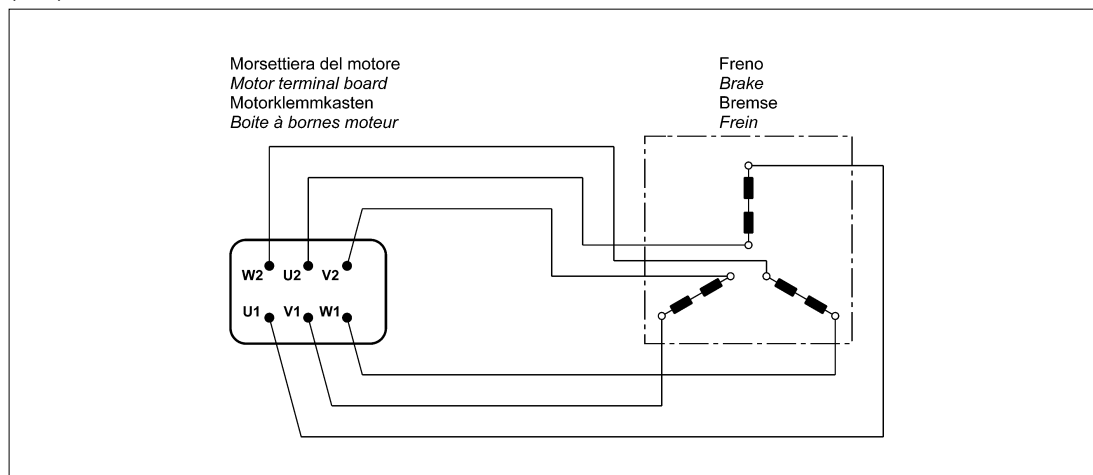 Morsettiera del motore
Motor terminal board
Motorklemmkasten
Boite à bornes moteur
Freno
Brake
Bremse
Frein
W2 U2 V2
U1 V1 W1